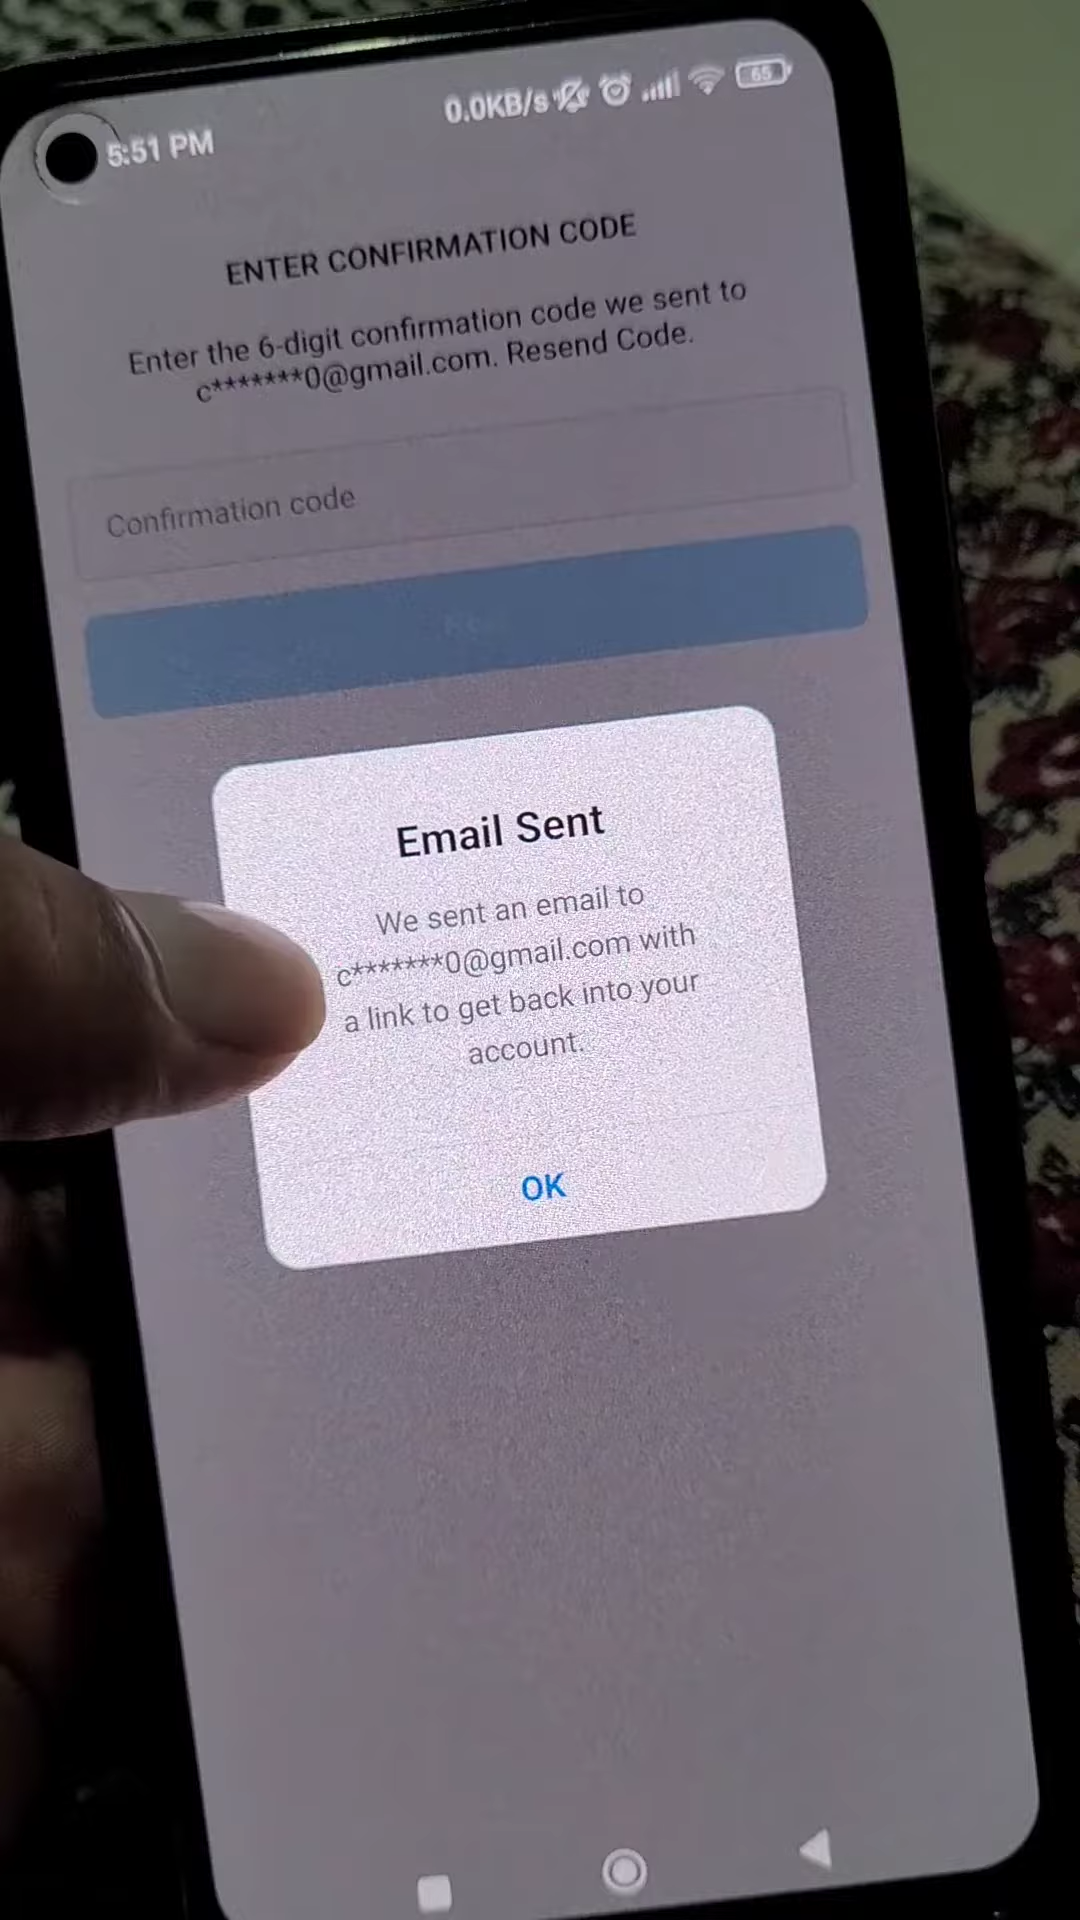 5:51 PM
0.0KB/s
65
ENTER CONFIRMATION CODE
Enter the 6-digit confirmation code we sent to
c*******0@gmail.com. Resend Code.
Confirmation code
Email Sent
We sent an email to
c*******0@gmail.com with
a link to get back into your
account.
OK